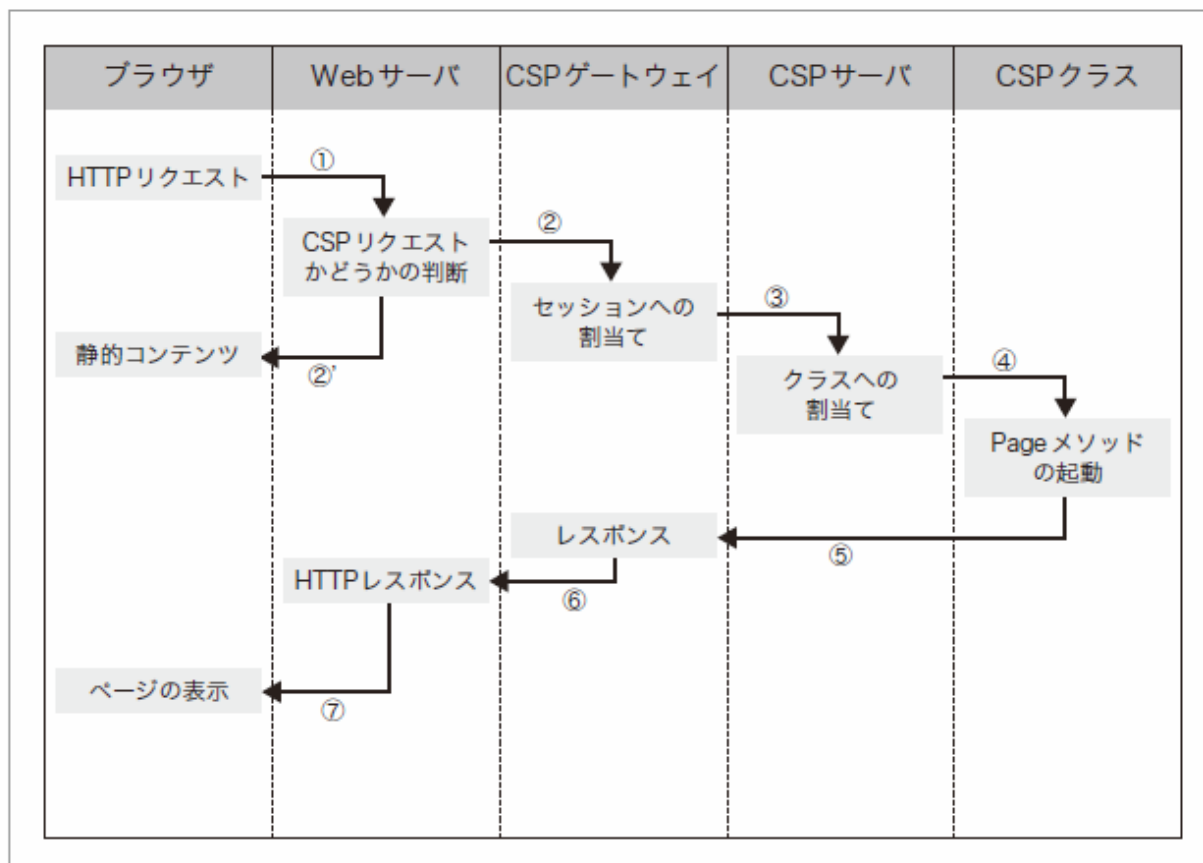 ブラウザ
Webサーバ
CSPゲートウェイ
CSPサーバ
CSPクラス
HTTPリクエスト
①
CSPリクエスト
かどうかの判断
②
セッションへの
割当て
③
静的コンテンツ
②'
クラスへの
割当て
④
Pageメソッド
の起動
レスポンス
⑤
HTTPレスポンス
⑥
ページの表示
⑦